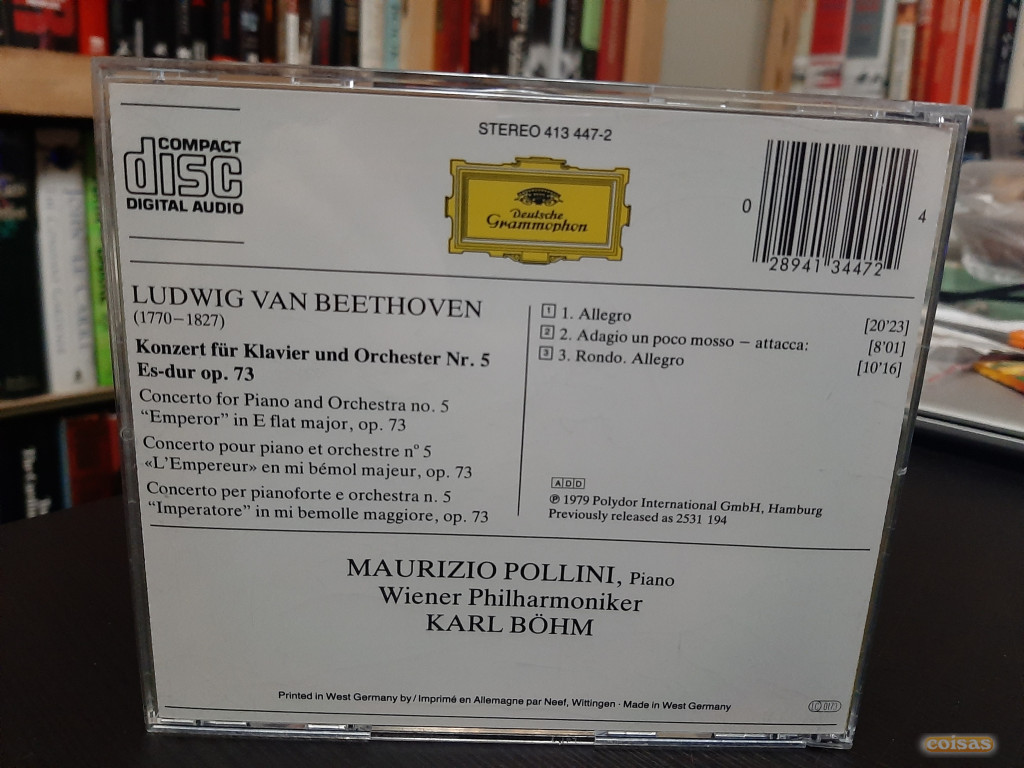 COMPACT
disc
DIGITAL AUDIO
STEREO 413 447-2
Deutsche
Grammophon
0
28941 34472
4
LUDWIG VAN BEETHOVEN
(1770–1827)
Konzert für Klavier und Orchester Nr. 5
Es-dur op. 73
Concerto for Piano and Orchestra no. 5
“Emperor” in E flat major, op. 73
Concerto pour piano et orchestre n° 5
«L’Empereur» en mi bémol majeur, op. 73
Concerto per pianoforte e orchestra n. 5
“Imperatore” in mi bemolle maggiore, op. 73
1 1. Allegro [20’23]
2 2. Adagio un poco mosso – attacca: [8’01]
3 3. Rondo. Allegro [10’16]
ADD
℗ 1979 Polydor International GmbH, Hamburg
Previously released as 2531 194
MAURIZIO POLLINI, Piano
Wiener Philharmoniker
KARL BÖHM
Printed in West Germany by / Imprimé en Allemagne par Neef, Wittingen · Made in West Germany
coisas